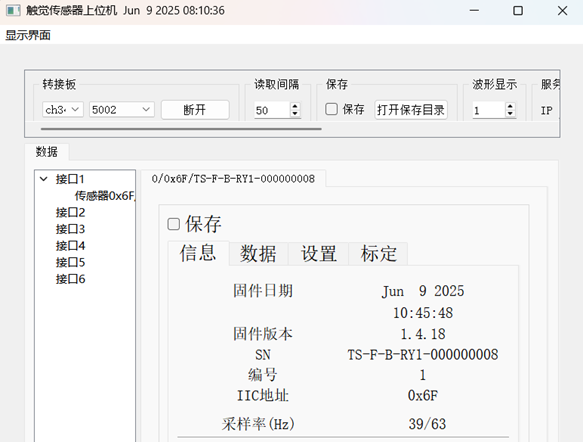 触觉传感器上位机 Jun 9 2025 08:10:36
显示界面
转接板 读取间隔 保存 波形显示 服务
ch3 5002 断开 50 保存 打开保存目录 1 IP
数据
接口1
传感器0x6F
接口2
接口3
接口4
接口5
接口6
0/0x6F/TS-F-B-RY1-000000008
保存
信息 数据 设置 标定
固件日期 Jun 9 2025
10:45:48
固件版本 1.4.18
SN TS-F-B-RY1-000000008
编号 1
IIC地址 0x6F
采样率(Hz) 39/63